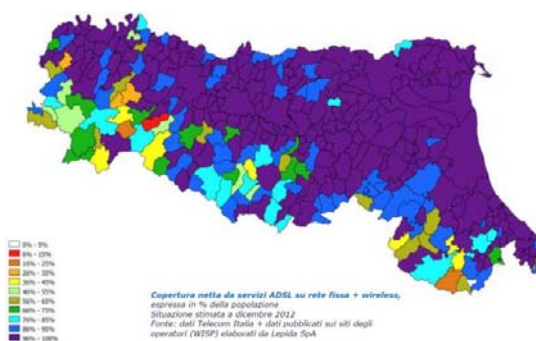 0% - 5%
6% - 15%
16% - 25%
26% - 35%
36% - 45%
46% - 55%
56% - 65%
66% - 75%
76% - 85%
86% - 95%
96% - 100%
Copertura netta da servizi ADSL su rete fissa + wireless,
espressa in % della popolazione
Situazione stimata a dicembre 2012
Fonte: dati Telecom Italia + dati pubblicati sui siti degli
operatori (WISP) elaborati da Lepida SpA